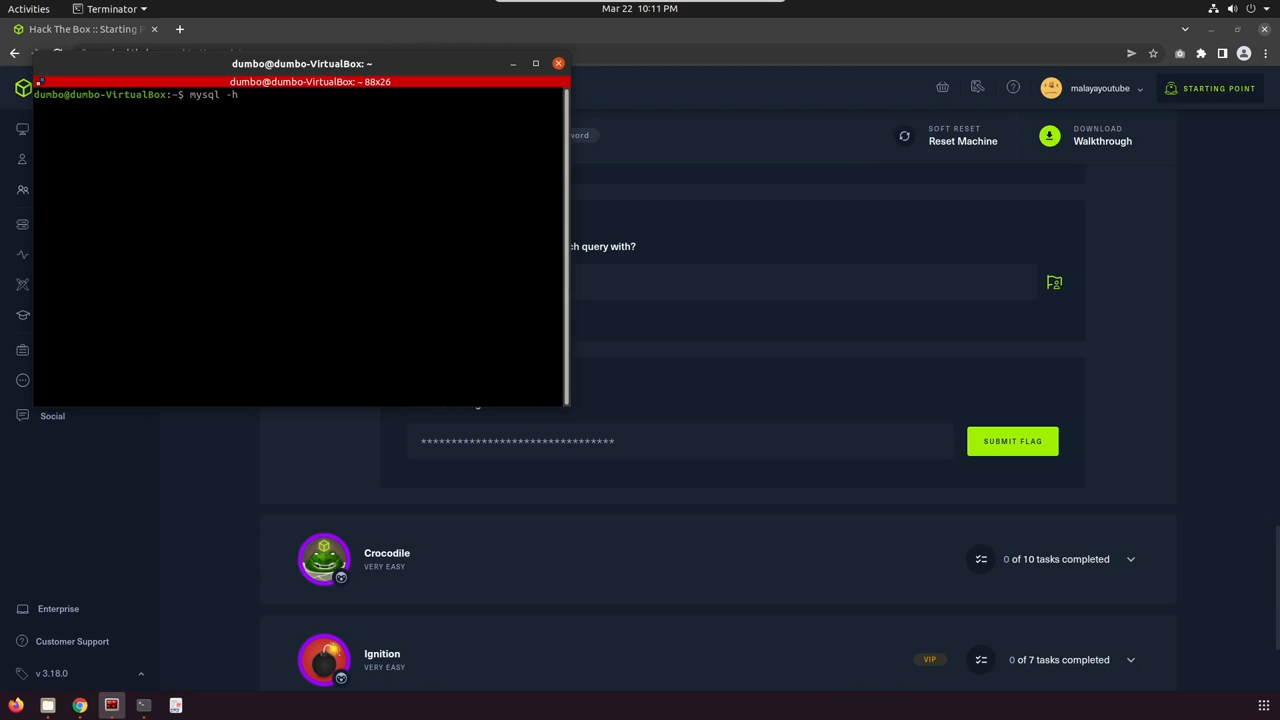 Activities
Terminator
Mar 22 10:11 PM
Hack The Box :: Starting
dumbo@dumbo-VirtualBox: ~
dumbo@dumbo-VirtualBox: ~ 88x26
dumbo@dumbo-VirtualBox:~$ mysql -h
malayayoutube
STARTING POINT
SOFT RESET
Reset Machine
DOWNLOAD
Walkthrough
query with?
********************************
SUBMIT FLAG
Social
Crocodile
VERY EASY
0 of 10 tasks completed
Enterprise
Customer Support
Ignition
VERY EASY
VIP
0 of 7 tasks completed
v 3.18.0